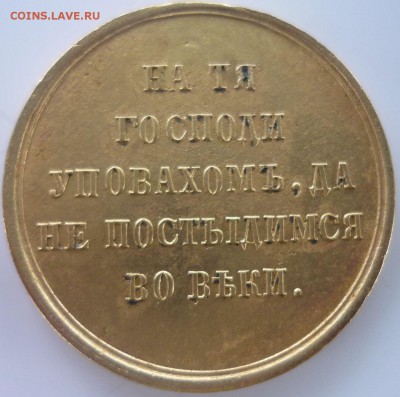 COINS.LAVE.RU
НА ТЯ
ГОСПОДИ
УПОВАХОМЪ, ДА
НЕ ПОСТЫДИМСЯ
ВО ВѢКИ.